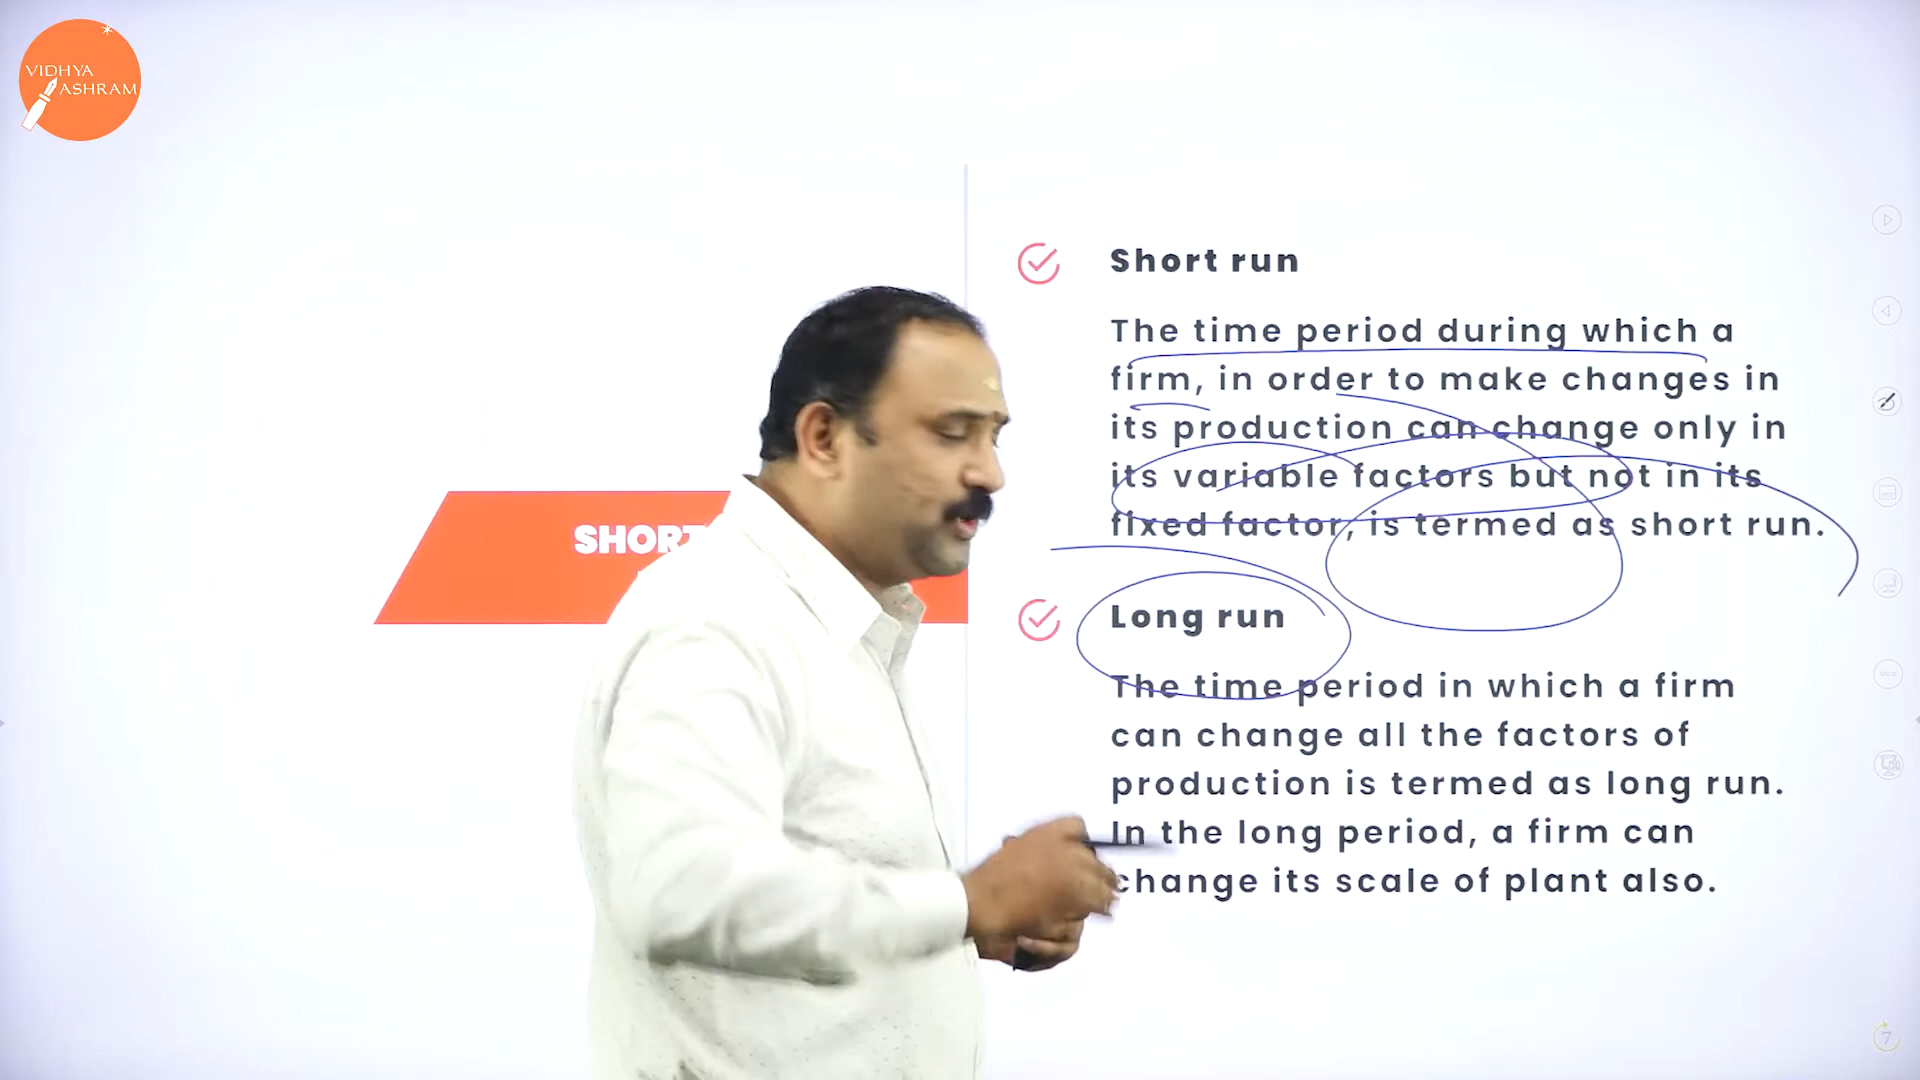 VIDHYA
ASHRAM
Short run
The time period during which a
firm, in order to make changes in
its production can change only in
its variable factors but not in its
fixed factor, is termed as short run.
SHORT
Long run
The time period in which a firm
can change all the factors of
production is termed as long run.
In the long period, a firm can
change its scale of plant also.
7